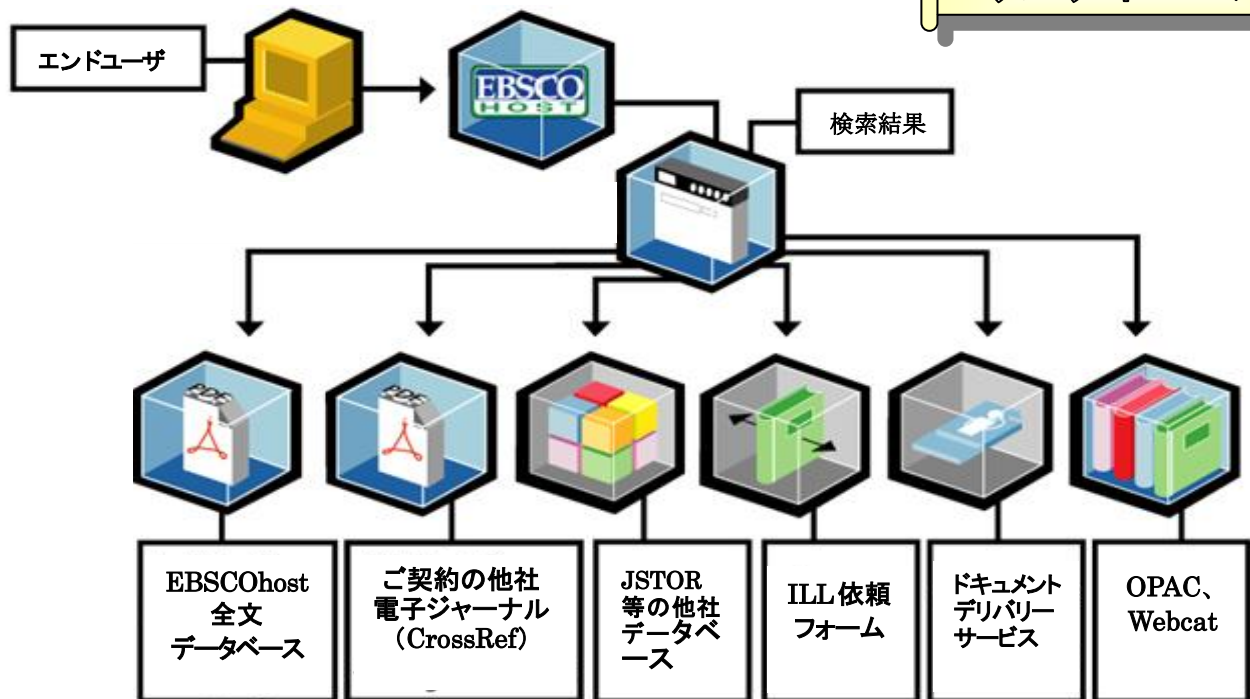 エンドユーザ
EBSCO
HOST
検索結果
PDF
PDF
EBSCOhost
全文
データベース
ご契約の他社
電子ジャーナル
(CrossRef)
JSTOR
等の他社
データベ
ース
ILL 依頼
フォーム
ドキュメント
デリバリー
サービス
OPAC、
Webcat